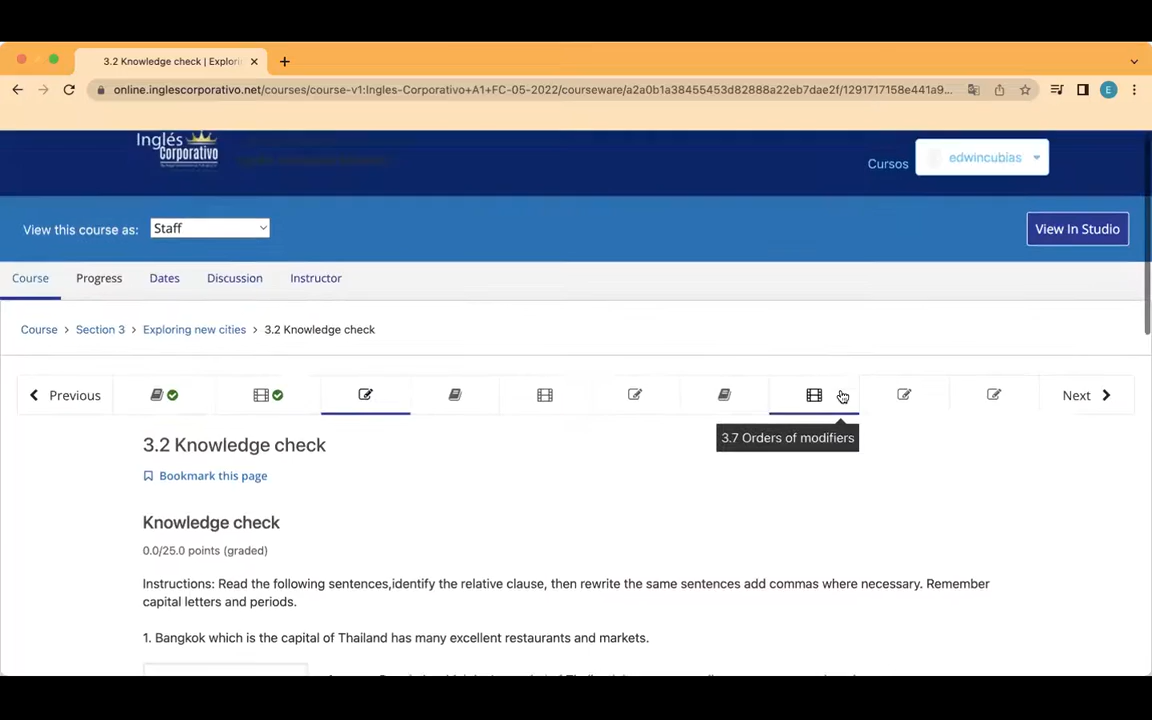 3.2 Knowledge check | Explori
online.inglescorporativo.net/courses/course-v1:Ingles-Corporativo+A1+FC-05-2022/courseware/a2a0b1a38455453d82888a22eb7dae2f/1291717158e441a9...
E
Inglés
Corporativo
Cursos
edwincubias
View this course as:
Staff
View In Studio
Course
Progress
Dates
Discussion
Instructor
Course > Section 3 > Exploring new cities > 3.2 Knowledge check
Previous
Next
3.7 Orders of modifiers
3.2 Knowledge check
Bookmark this page
Knowledge check
0.0/25.0 points (graded)
Instructions: Read the following sentences,identify the relative clause, then rewrite the same sentences add commas where necessary. Remember
capital letters and periods.
1. Bangkok which is the capital of Thailand has many excellent restaurants and markets.